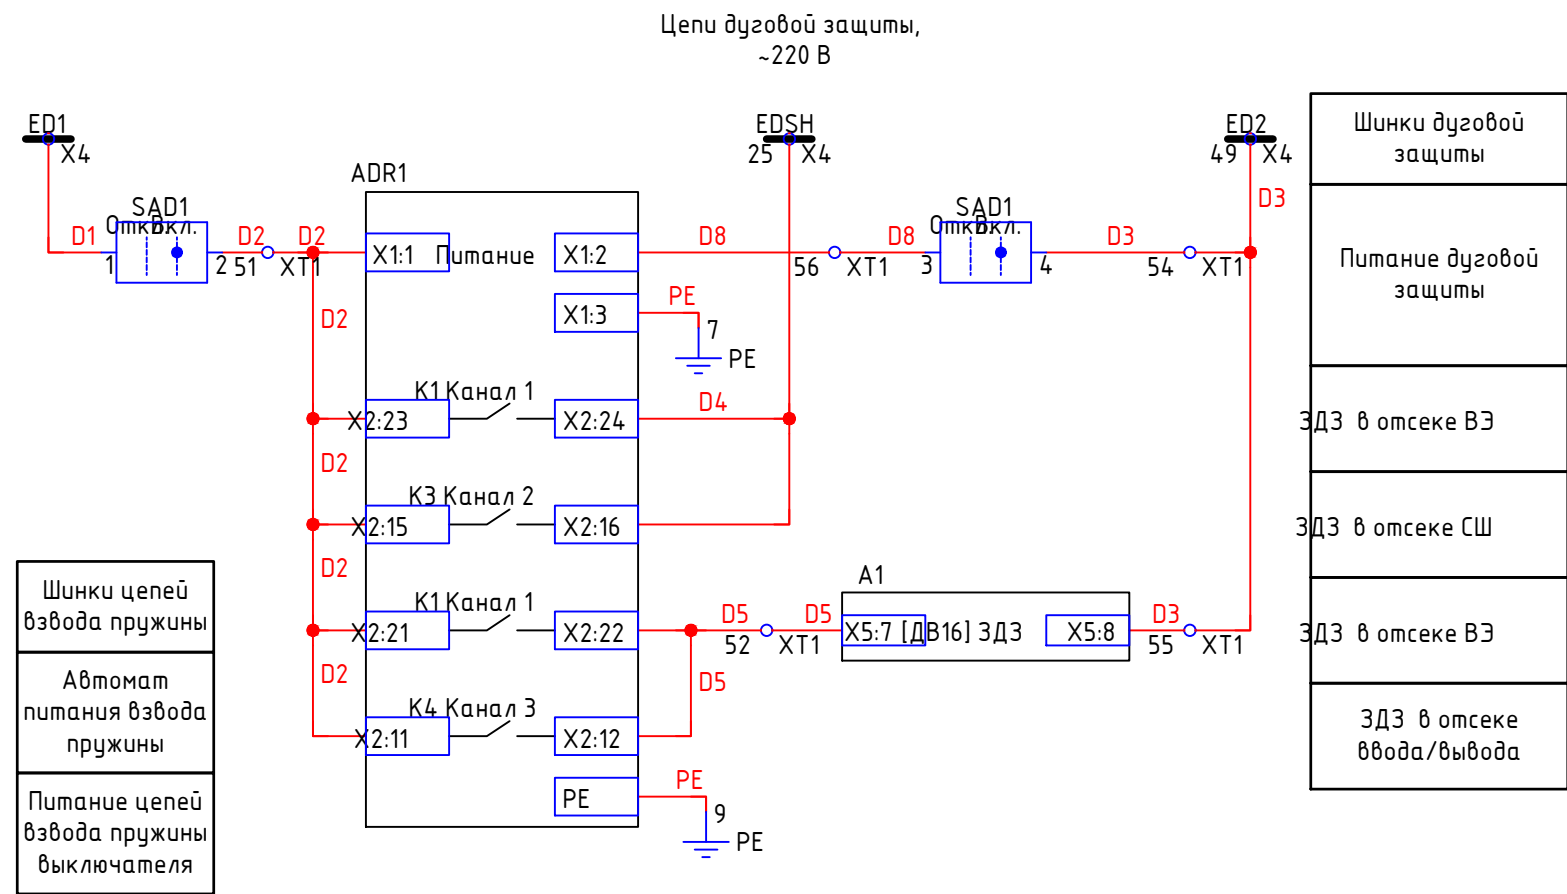 Цепи дуговой защиты,
~220 В
ED1
X4
EDSH
25 X4
ED2
49 X4
Шинки дуговой
защиты
ADR1
SAD1
Откл. Вкл.
D1
1
2
D2
51
XT1
D2
X1:1
Питание
X1:2
D8
56
XT1
D8
SAD1
Откл. Вкл.
3
4
D3
54
XT1
D3
Питание дуговой
защиты
D2
X1:3
PE
7
PE
K1 Канал 1
X2:23
X2:24
D4
ЗДЗ в отсеке ВЭ
D2
K3 Канал 2
X2:15
X2:16
ЗДЗ в отсеке СШ
D2
K1 Канал 1
X2:21
X2:22
D5
52
XT1
D5
A1
X5:7 [ДВ16] ЗДЗ
X5:8
D3
55
XT1
ЗДЗ в отсеке ВЭ
D2
D5
K4 Канал 3
X2:11
X2:12
ЗДЗ в отсеке
ввода/вывода
PE
PE
9
PE
Шинки цепей
взвода пружины
Автомат
питания взвода
пружины
Питание цепей
взвода пружины
выключателя